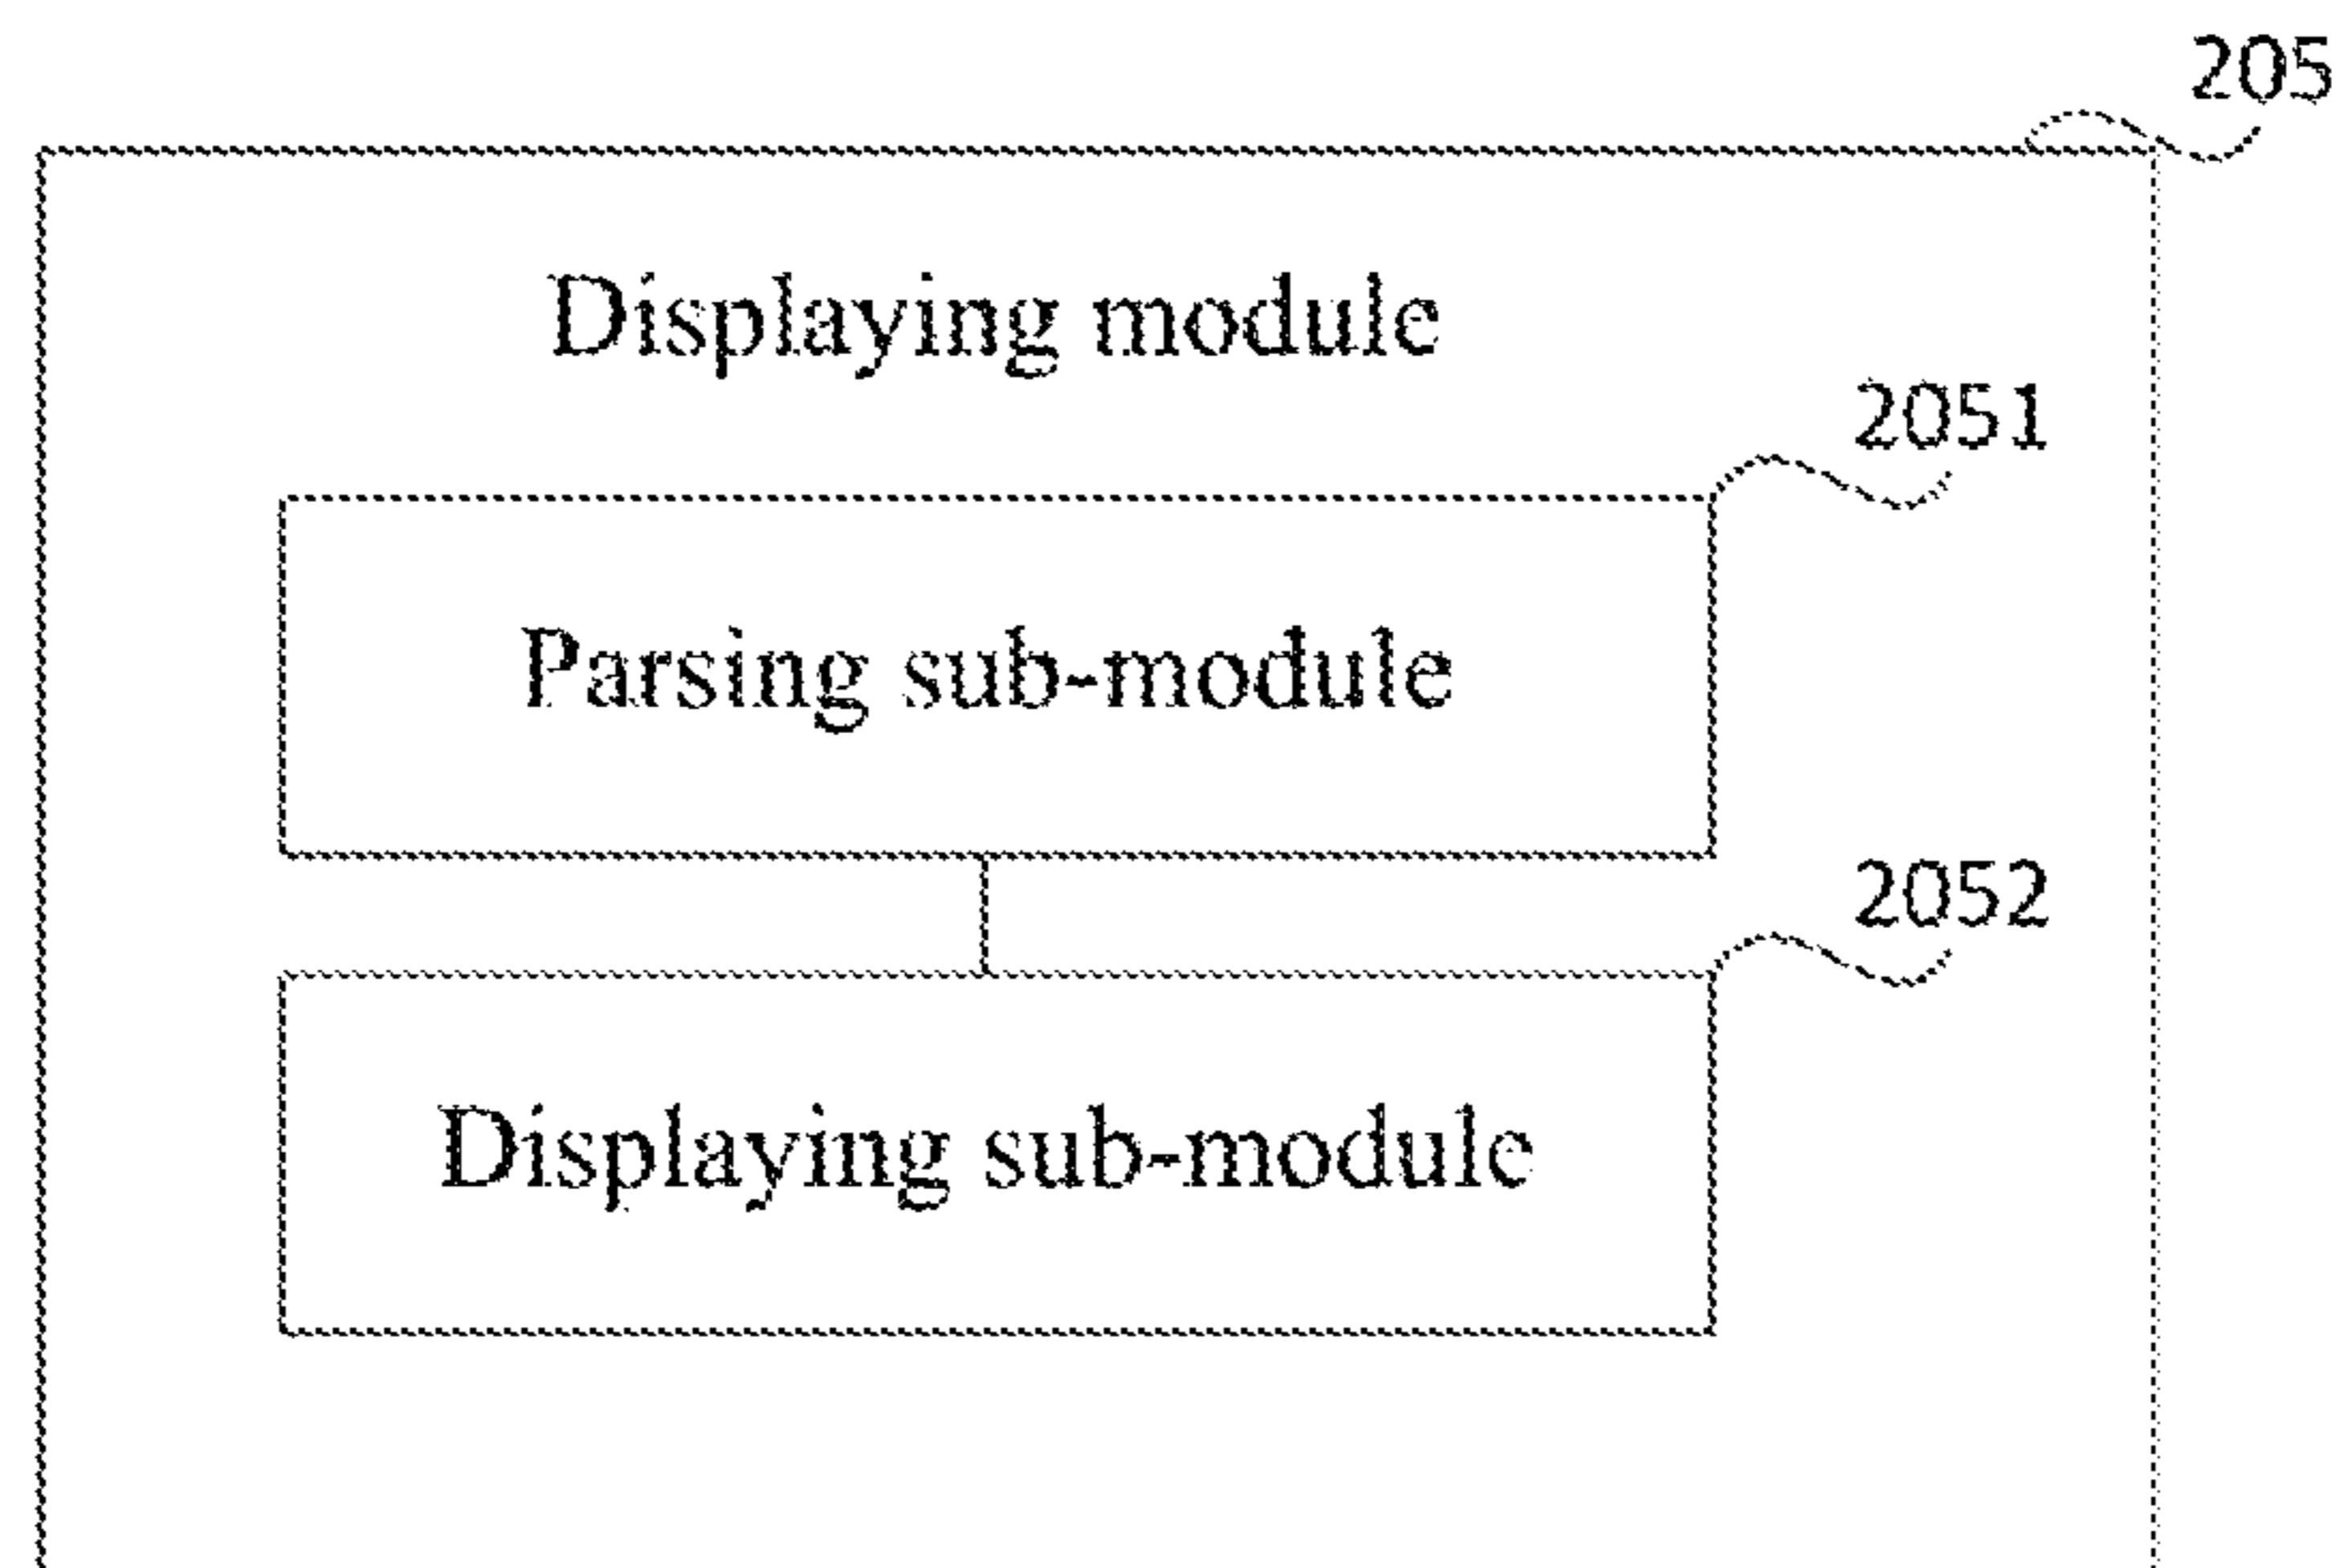 205
Displaying module
2051
Parsing sub-module
2052
Displaying sub-module